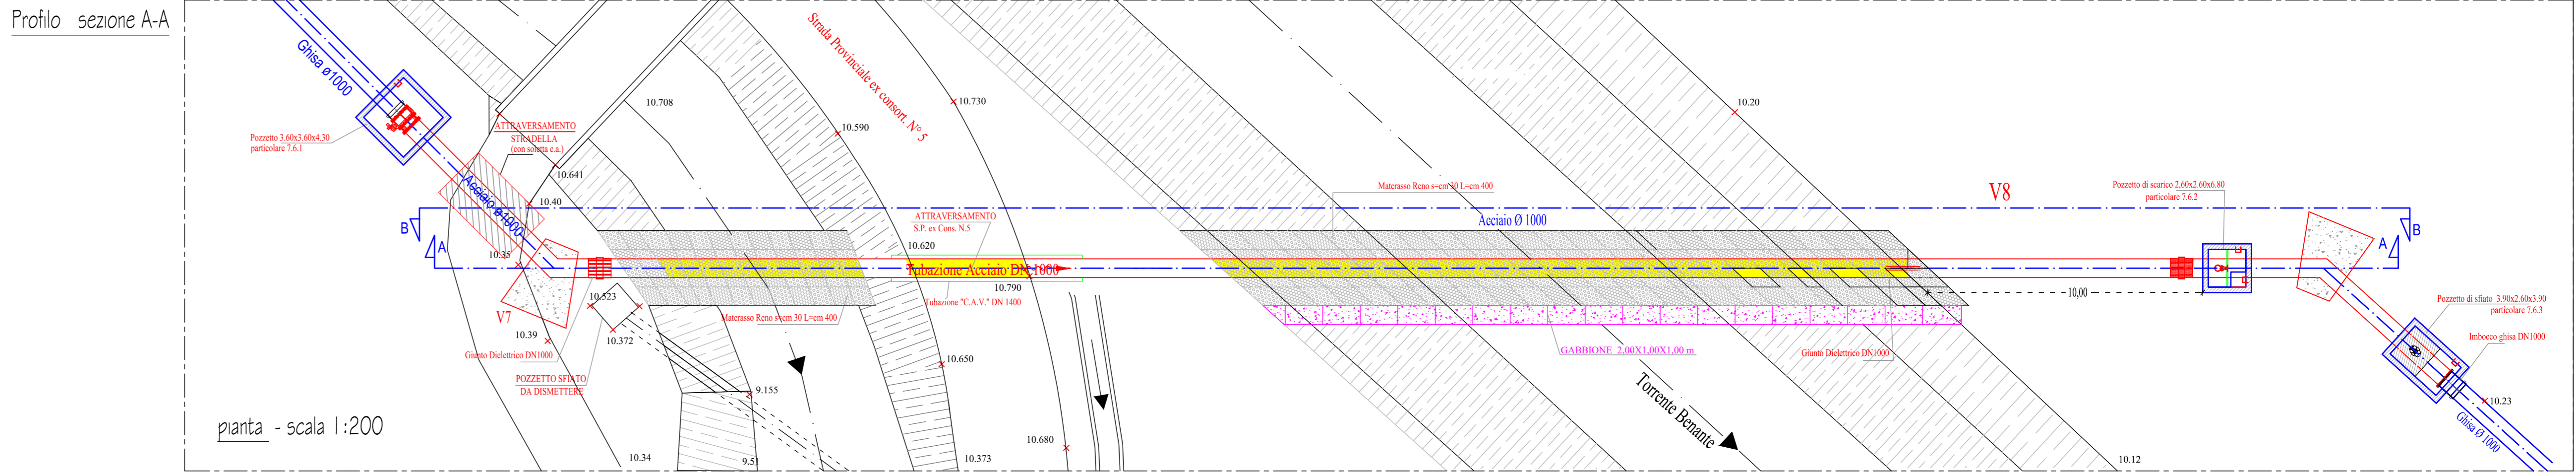 Profilo sezione A-A
Ghisa ø1000
Pozzetto 3.60x3.60x4.30
particolare 7.6.1
ATTRAVERSAMENTO
STRADELLA
(con soletta c.a.)
Acciaio ø1000
10.708
10.641
10.40
10.35
B
A
10.590
Strada Provinciale ex consort. N° 5
10.730
ATTRAVERSAMENTO
S.P. ex Cons. N.5
10.620
Tubazione Acciaio DN 1000
10.790
Tubazione "C.A.V." DN 1400
Materasso Reno s=cm 30 L=cm 400
10.523
V7
10.39
10.372
Giunto Dielettrico DN1000
POZZETTO SFIATO
DA DISMETTERE
9.155
10.650
10.680
10.373
9.51
10.34
pianta - scala 1:200
Materasso Reno s=cm 30 L=cm 400
Acciaio Ø 1000
10.20
V8
Pozzetto di scarico 2,60x2.60x6.80
particolare 7.6.2
B
A
10,00
GABBIONE 2,00X1,00X1,00 m
Giunto Dielettrico DN1000
Torrente Benante
Pozzetto di sfiato 3.90x2.60x3.90
particolare 7.6.3
Imbocco ghisa DN1000
10.23
Ghisa Ø 1000
10.12